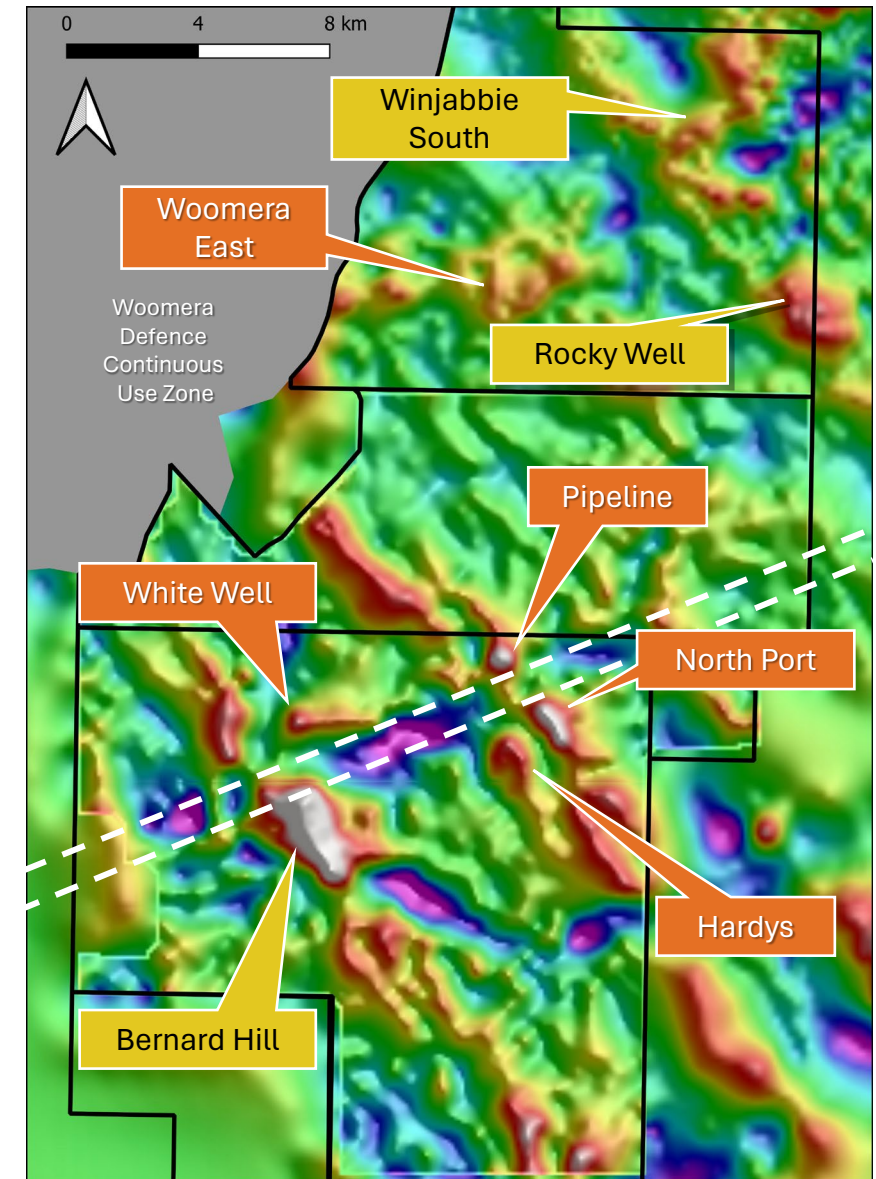 0 4 8 km
Winjabbie
South
Woomera
East
Woomera
Defence
Continuous
Use Zone
Rocky Well
Pipeline
White Well
North Port
Hardys
Bernard Hill